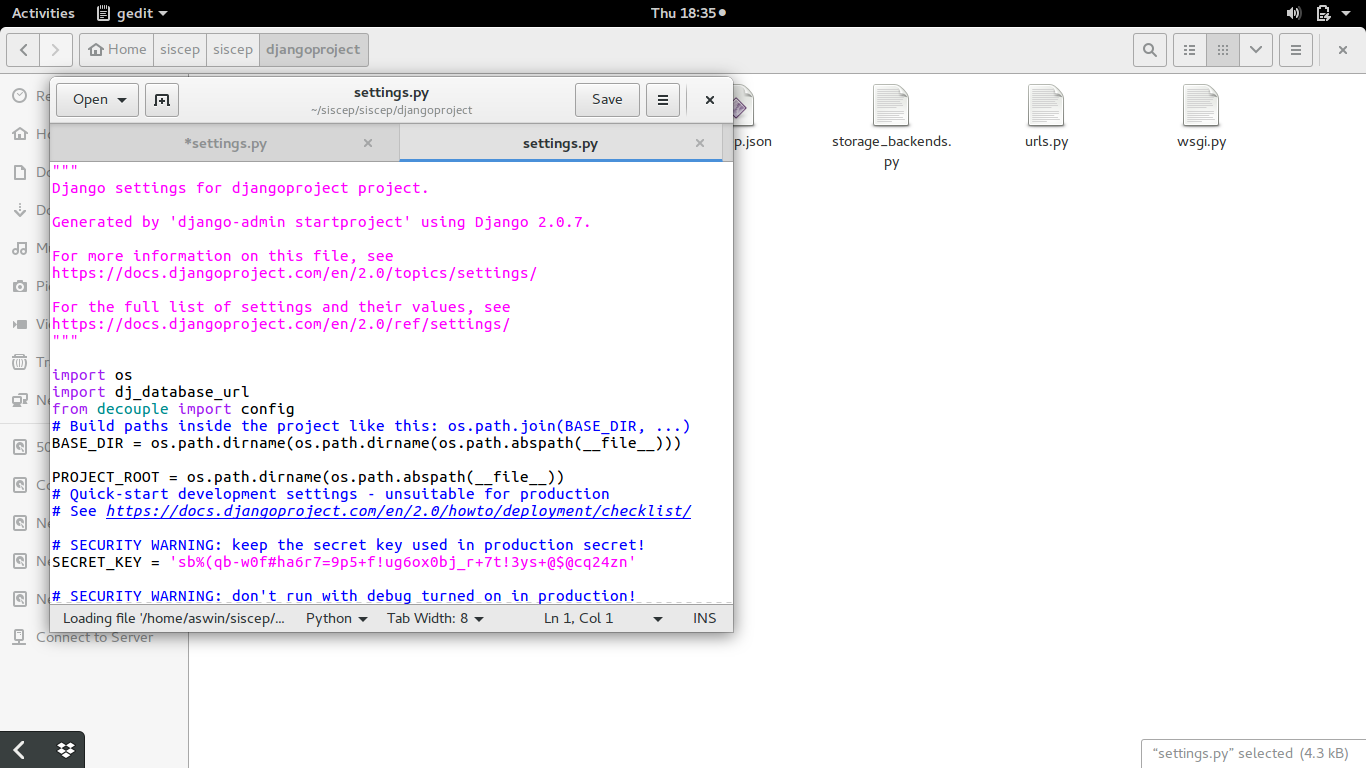 Activities
gedit
Thu 18:35
Home
siscep
siscep
djangoproject
Open
settings.py
~/siscep/siscep/djangoproject
Save
*settings.py
settings.py
"""
Django settings for djangoproject project.
Generated by 'django-admin startproject' using Django 2.0.7.
For more information on this file, see
https://docs.djangoproject.com/en/2.0/topics/settings/
For the full list of settings and their values, see
https://docs.djangoproject.com/en/2.0/ref/settings/
"""
import os
import dj_database_url
from decouple import config
# Build paths inside the project like this: os.path.join(BASE_DIR, ...)
BASE_DIR = os.path.dirname(os.path.dirname(os.path.abspath(__file__)))
PROJECT_ROOT = os.path.dirname(os.path.abspath(__file__))
# Quick-start development settings - unsuitable for production
# See https://docs.djangoproject.com/en/2.0/howto/deployment/checklist/
# SECURITY WARNING: keep the secret key used in production secret!
SECRET_KEY = 'sb%(qb-w0f#ha6r7=9p5+f!ug6ox0bj_r+7t!3ys+@$@cq24zn'
# SECURITY WARNING: don't run with debug turned on in production!
Loading file '/home/aswin/siscep/...
Python
Tab Width: 8
Ln 1, Col 1
INS
Re
Ho
Do
Do
Mu
Pi
Vi
Tr
Ne
50
Co
Ne
Ne
Ne
Connect to Server
p.json
storage_backends.
py
urls.py
wsgi.py
"settings.py" selected (4.3 kB)